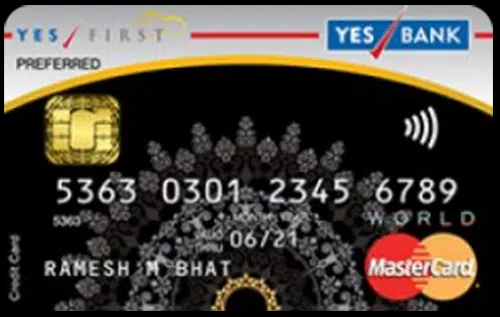 YES FIRST
PREFERRED
YES BANK
5363 0301 2345 6789
5363
WORLD
06/21
RAMESH M BHAT
MasterCard
Credit Card